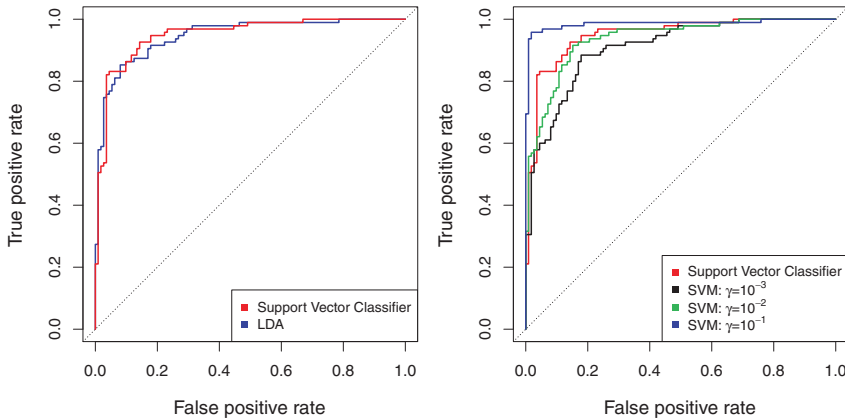 True positive rate
1.0
0.8
0.6
0.4
0.2
0.0
Support Vector Classifier
LDA
0.0 0.2 0.4 0.6 0.8 1.0
False positive rate
True positive rate
1.0
0.8
0.6
0.4
0.2
0.0
Support Vector Classifier
SVM: γ=10⁻³
SVM: γ=10⁻²
SVM: γ=10⁻¹
0.0 0.2 0.4 0.6 0.8 1.0
False positive rate